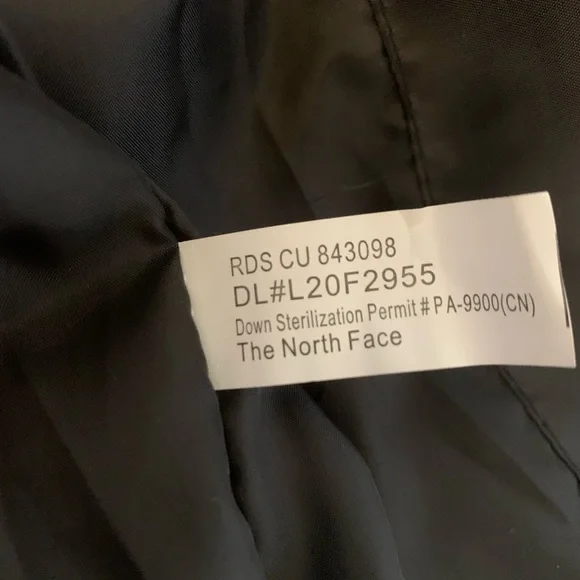 RDS CU 843098
DL#L20F2955
Down Sterilization Permit # PA-9900(CN)
The North Face